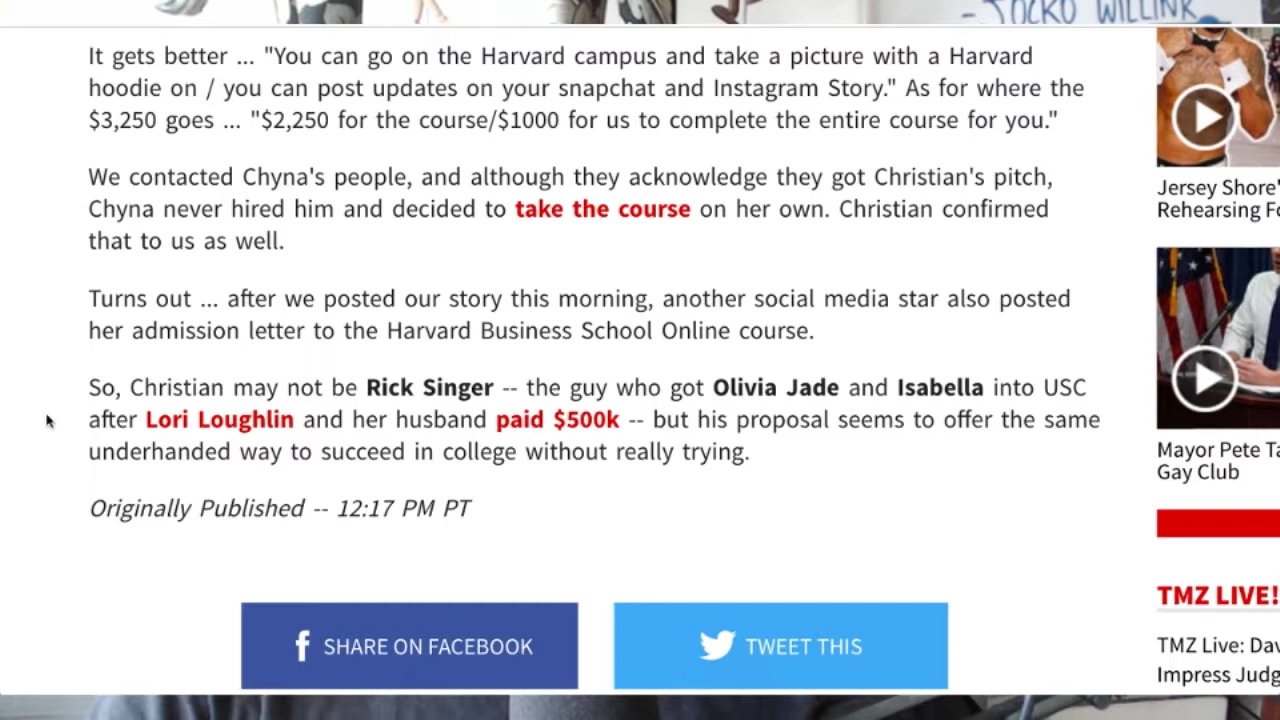 -JOCKO WILLINK
It gets better ... "You can go on the Harvard campus and take a picture with a Harvard
hoodie on / you can post updates on your snapchat and Instagram Story." As for where the
$3,250 goes ... "$2,250 for the course/$1000 for us to complete the entire course for you."
We contacted Chyna's people, and although they acknowledge they got Christian's pitch,
Chyna never hired him and decided to take the course on her own. Christian confirmed
that to us as well.
Turns out ... after we posted our story this morning, another social media star also posted
her admission letter to the Harvard Business School Online course.
So, Christian may not be Rick Singer -- the guy who got Olivia Jade and Isabella into USC
after Lori Loughlin and her husband paid $500k -- but his proposal seems to offer the same
underhanded way to succeed in college without really trying.
Originally Published -- 12:17 PM PT
SHARE ON FACEBOOK
TWEET THIS
Jersey Shore'
Rehearsing Fo
Mayor Pete Ta
Gay Club
TMZ LIVE!
TMZ Live: Dav
Impress Judg